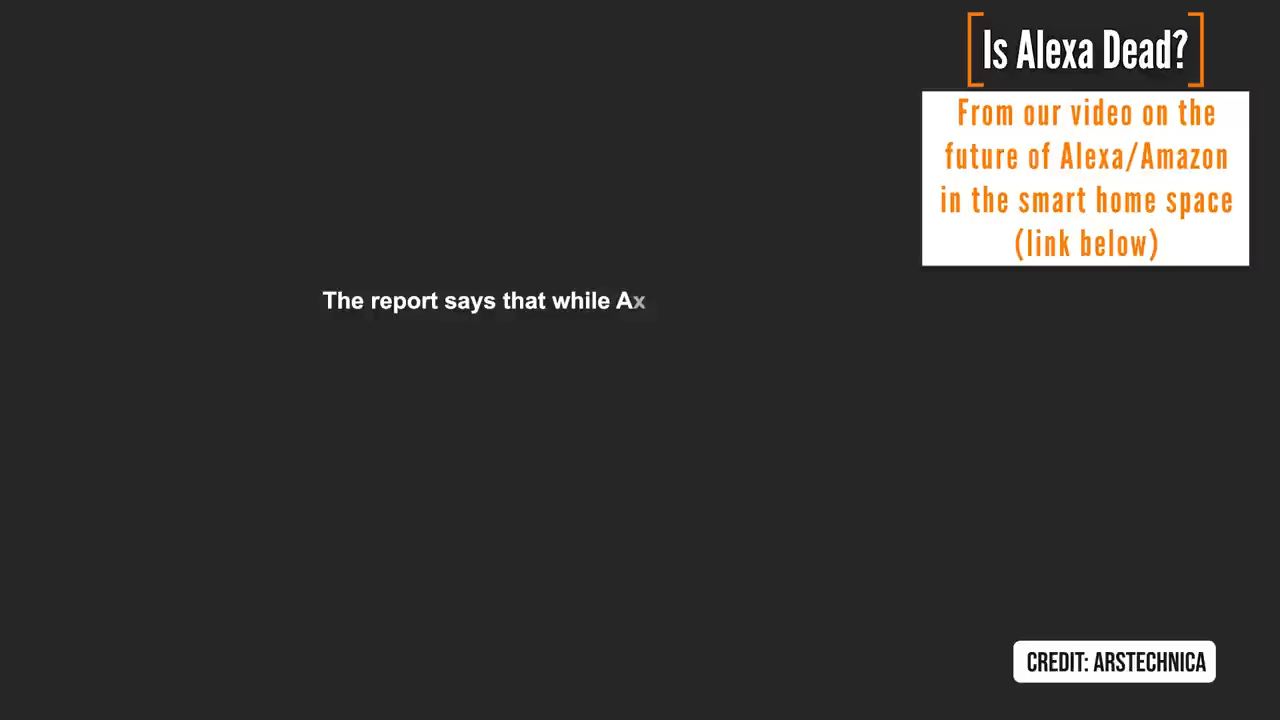 [Is Alexa Dead?]
From our video on the
future of Alexa/Amazon
in the smart home space
(link below)
The report says that while Ax
CREDIT: ARSTECHNICA